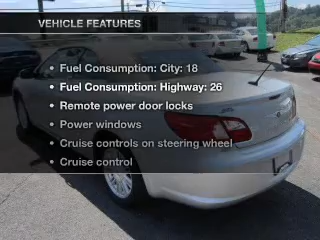 VEHICLE FEATURES
• Fuel Consumption: City: 18
• Fuel Consumption: Highway: 26
• Remote power door locks
• Power windows
• Cruise controls on steering wheel
• Cruise control